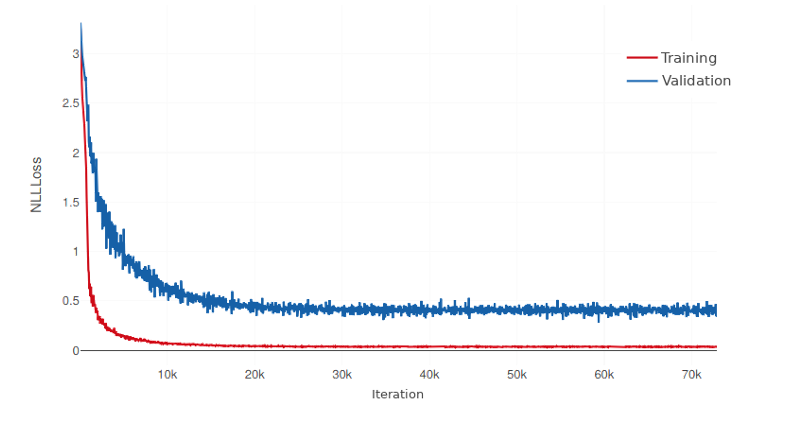 3
2.5
2
1.5
1
0.5
0
NLLLoss
Training
Validation
10k
20k
30k
40k
50k
60k
70k
Iteration